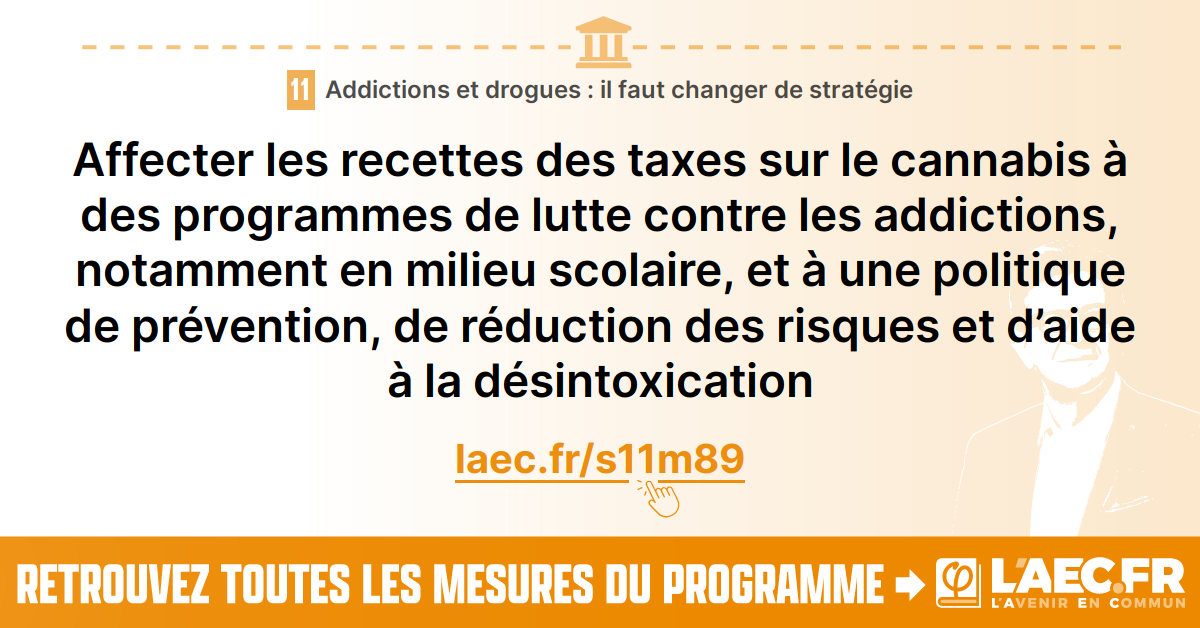 11 Addictions et drogues : il faut changer de stratégie
Affecter les recettes des taxes sur le cannabis à
des programmes de lutte contre les addictions,
notamment en milieu scolaire, et à une politique
de prévention, de réduction des risques et d’aide
à la désintoxication
laec.fr/s11m89
RETROUVEZ TOUTES LES MESURES DU PROGRAMME
φ L'AEC.FR
L'AVENIR EN COMMUN